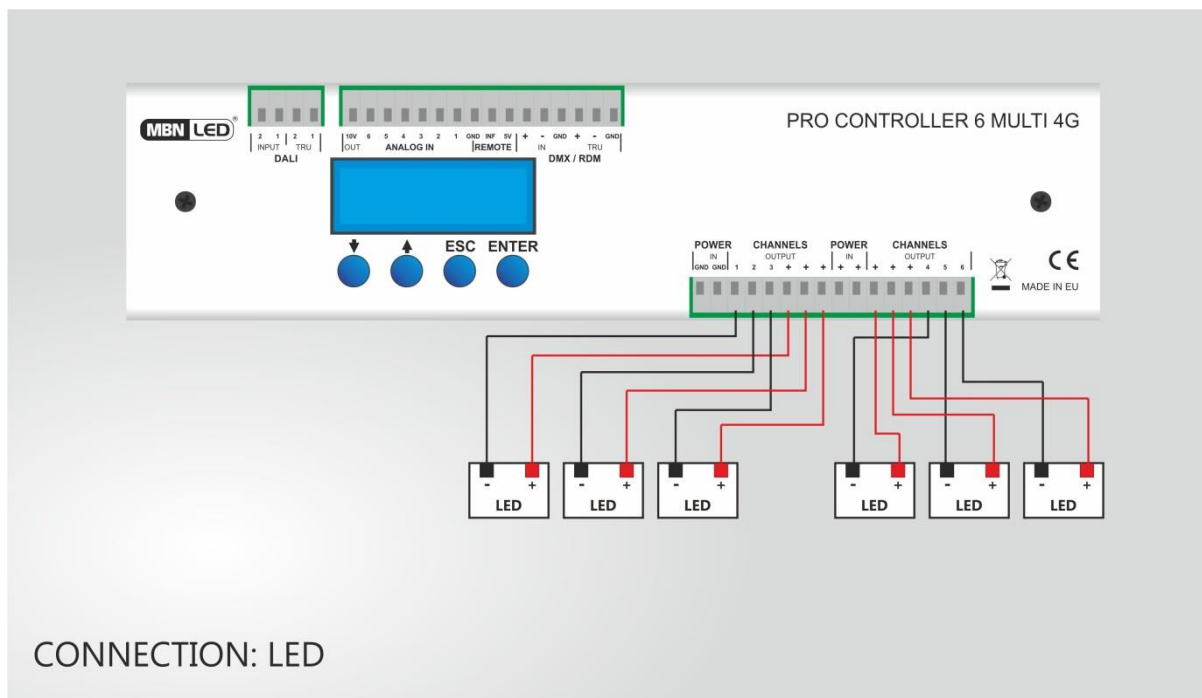 MBN LED®
PRO CONTROLLER 6 MULTI 4G
2 1 2 1
INPUT TRU
DALI
10V 6 5 4 3 2 1 GND INF 5V + - GND + - GND
OUT ANALOG IN REMOTE IN TRU
DMX / RDM
ESC ENTER
POWER CHANNELS POWER CHANNELS
IN OUTPUT IN OUTPUT
GND GND 1 2 3 + + + + + + + + 4 5 6
CE
MADE IN EU
- + - + - + - + - + - +
LED LED LED LED LED LED
CONNECTION: LED